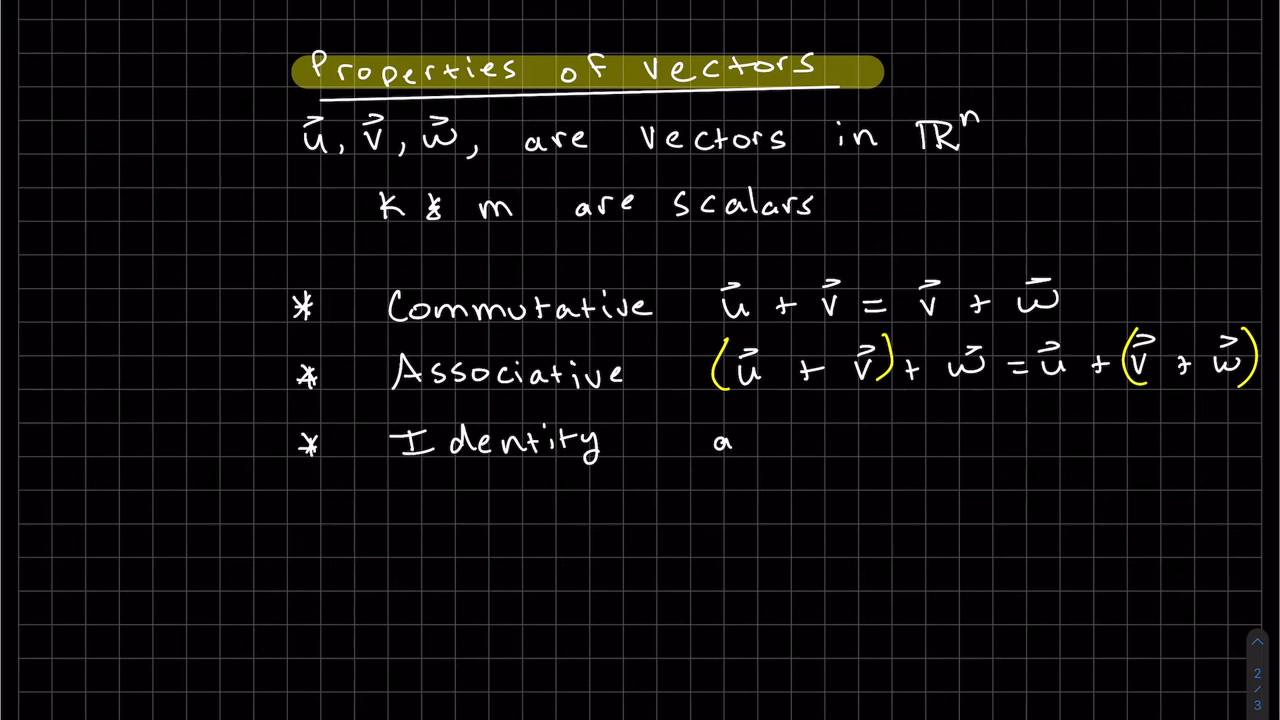 Properties of vectors
u⃗, v⃗, w⃗, are vectors in ℝⁿ
k & m are scalars
* Commutative u⃗ + v⃗ = v⃗ + w⃗
* Associative (u⃗ + v⃗) + w⃗ = u⃗ + (v⃗ + w⃗)
* Identity a
2/3